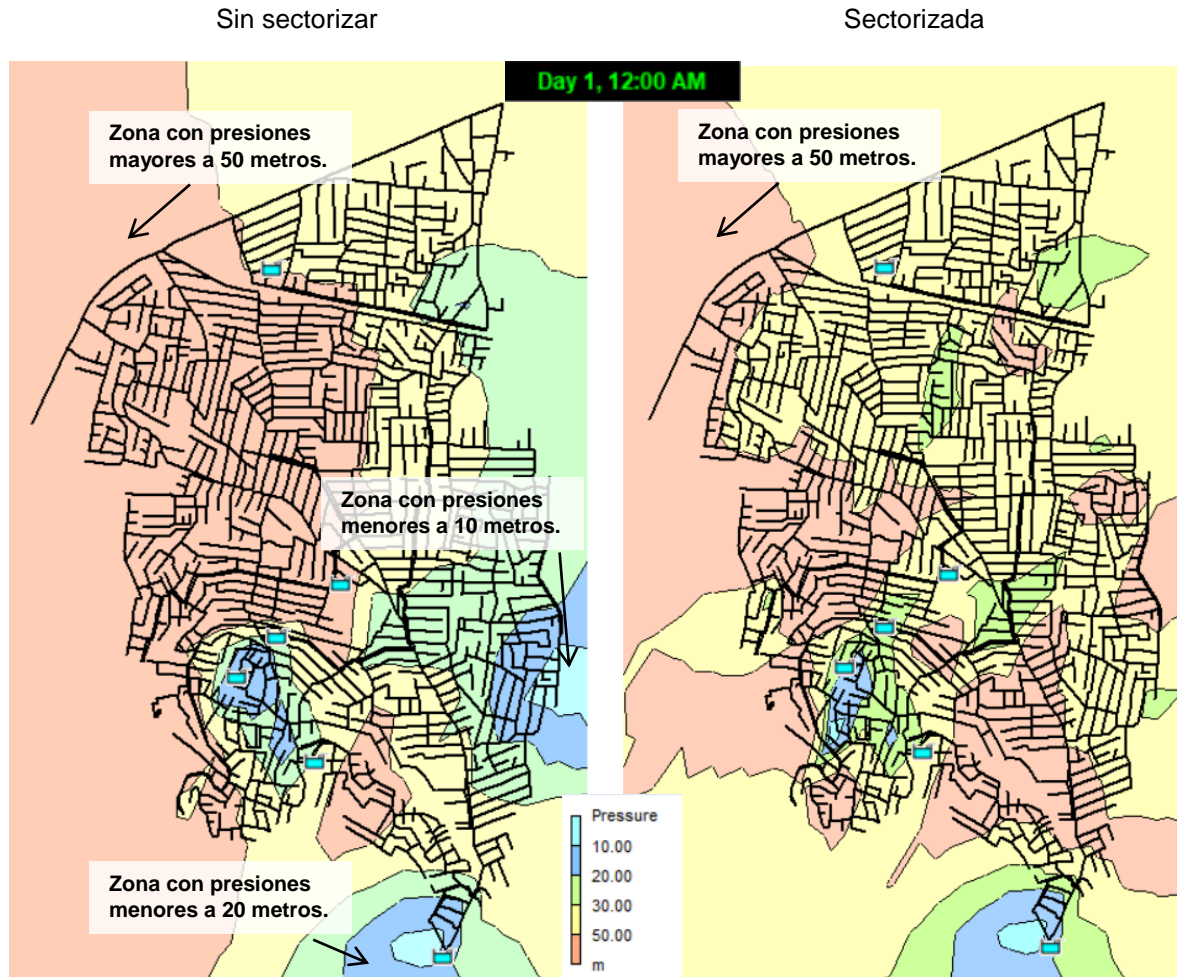 Sin sectorizar
Sectorizada
Day 1, 12:00 AM
Zona con presiones
mayores a 50 metros.
Zona con presiones
mayores a 50 metros.
Zona con presiones
menores a 10 metros.
Zona con presiones
menores a 20 metros.
Pressure
10.00
20.00
30.00
50.00
m